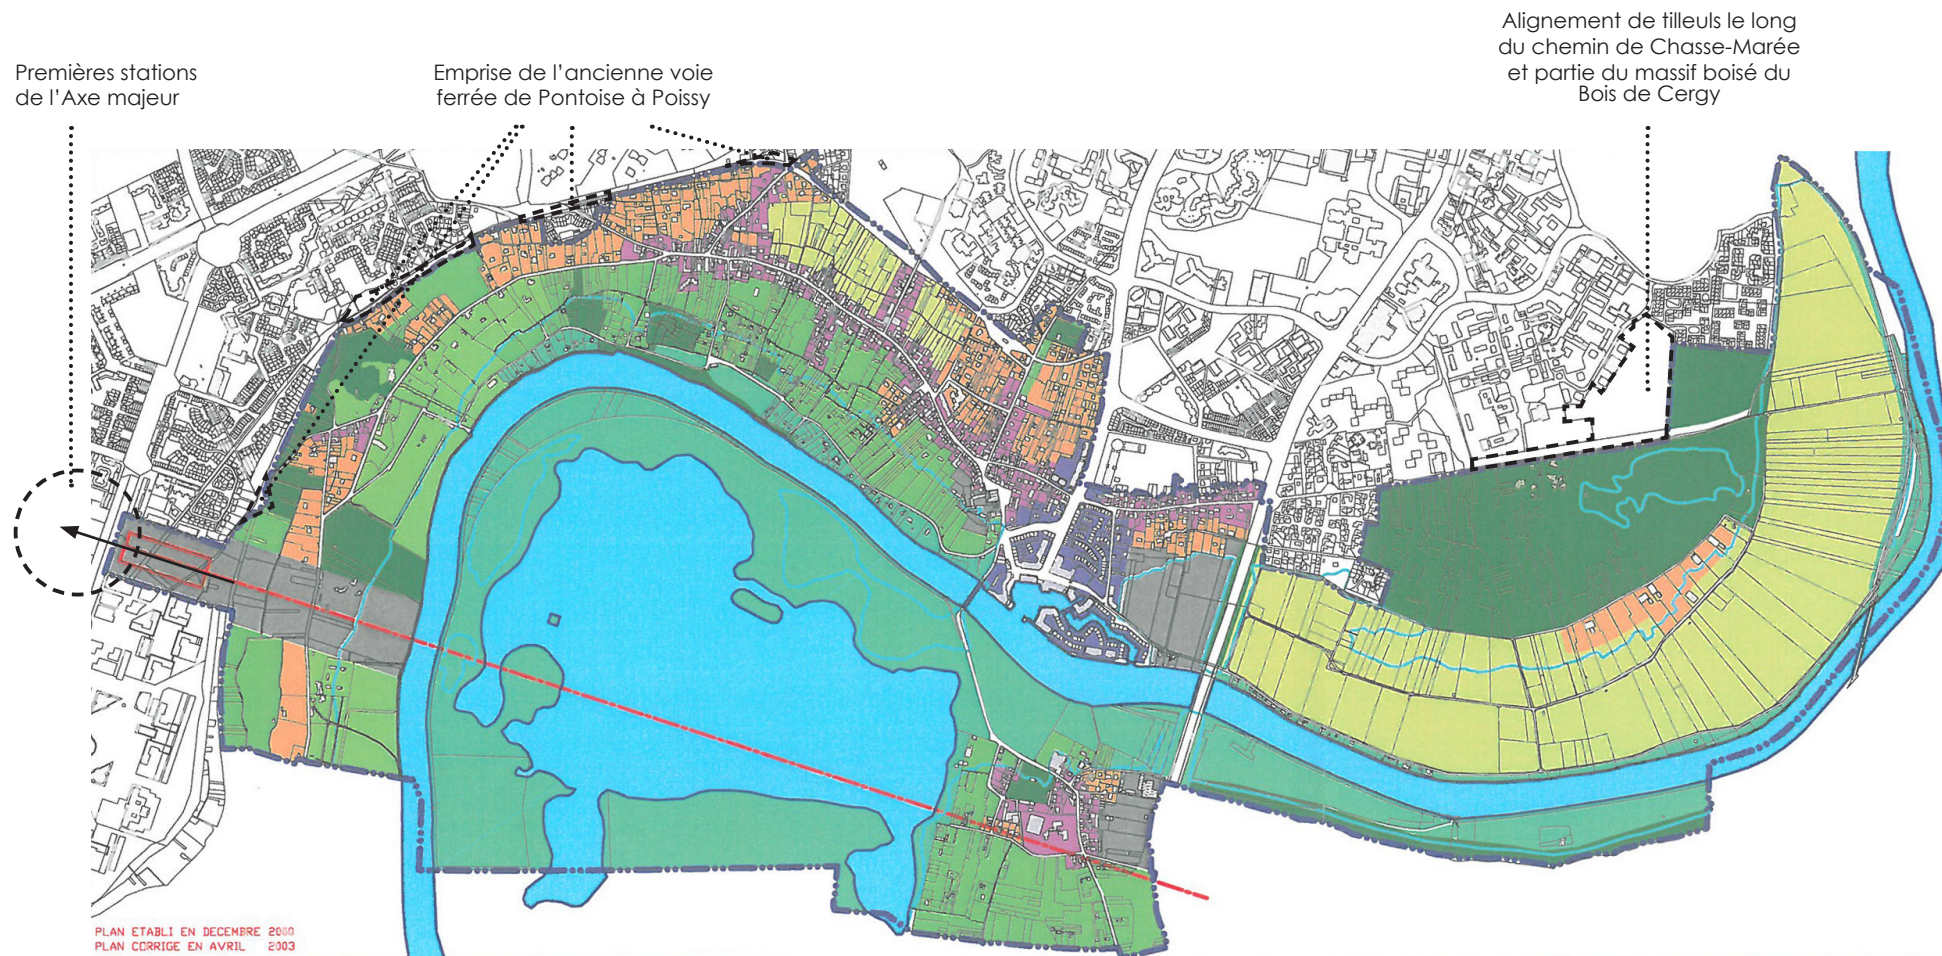 Premières stations
de l'Axe majeur
Emprise de l'ancienne voie
ferrée de Pontoise à Poissy
Alignement de tilleuls le long
du chemin de Chasse-Marée
et partie du massif boisé du
Bois de Cergy
PLAN ETABLI EN DECEMBRE 2000
PLAN CORRIGE EN AVRIL 2003